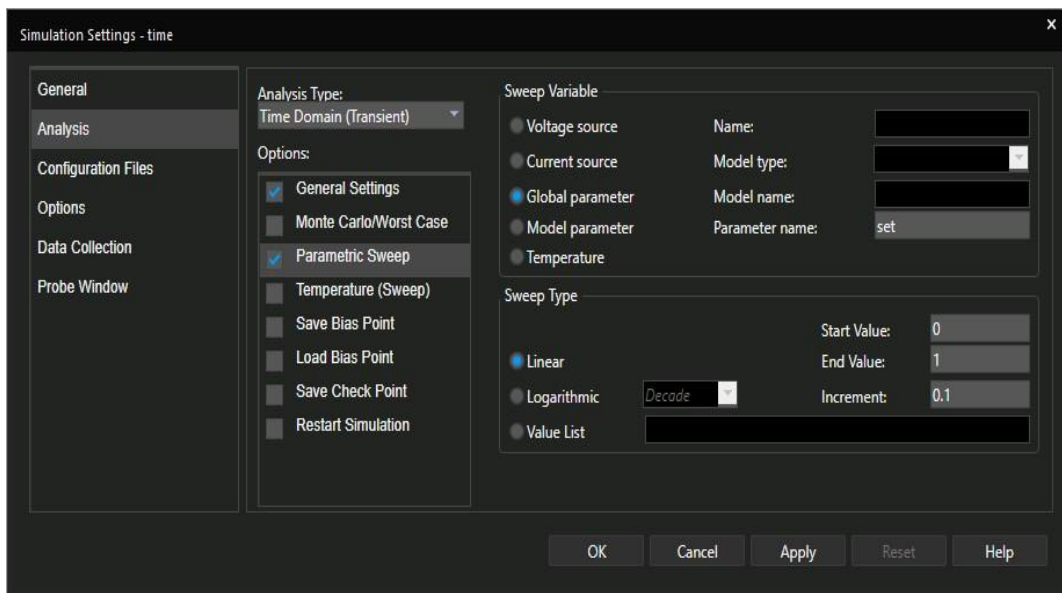 Simulation Settings - time
x
General
Analysis
Configuration Files
Options
Data Collection
Probe Window
Analysis Type:
Time Domain (Transient)
Options:
General Settings
Monte Carlo/Worst Case
Parametric Sweep
Temperature (Sweep)
Save Bias Point
Load Bias Point
Save Check Point
Restart Simulation
Sweep Variable
Voltage source Name:
Current source Model type:
Global parameter Model name:
Model parameter Parameter name: set
Temperature
Sweep Type
Start Value: 0
Linear End Value: 1
Logarithmic Decade Increment: 0.1
Value List
OK Cancel Apply Reset Help